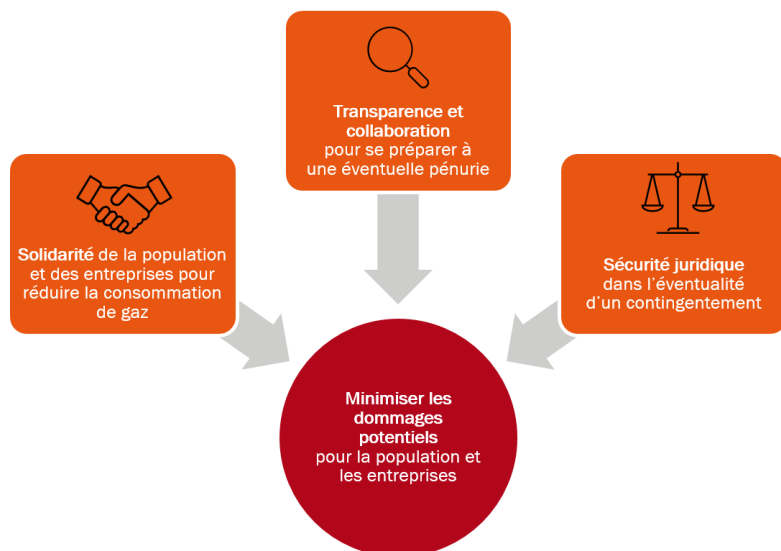 Transparence et
collaboration
pour se préparer à
une éventuelle pénurie
Solidarité de la population
et des entreprises pour
réduire la consommation
de gaz
Sécurité juridique
dans l'éventualité
d'un contingentement
Minimiser les
dommages
potentiels
pour la population et
les entreprises